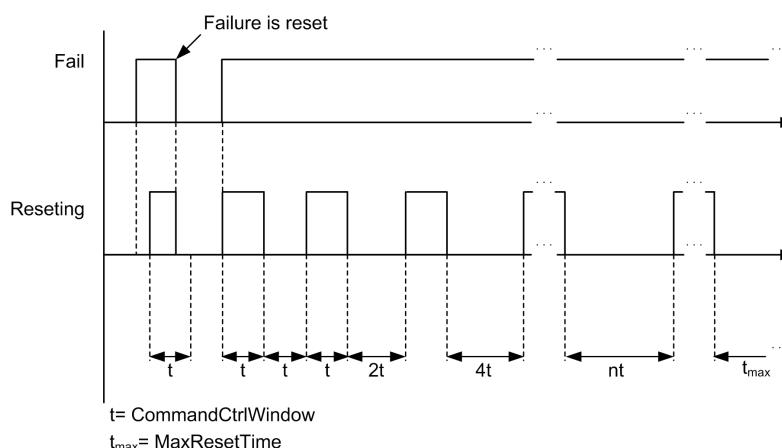 Failure is reset
Fail
Reseting
t t t t 2t 4t nt tmax
t= CommandCtrlWindow
tmax= MaxResetTime